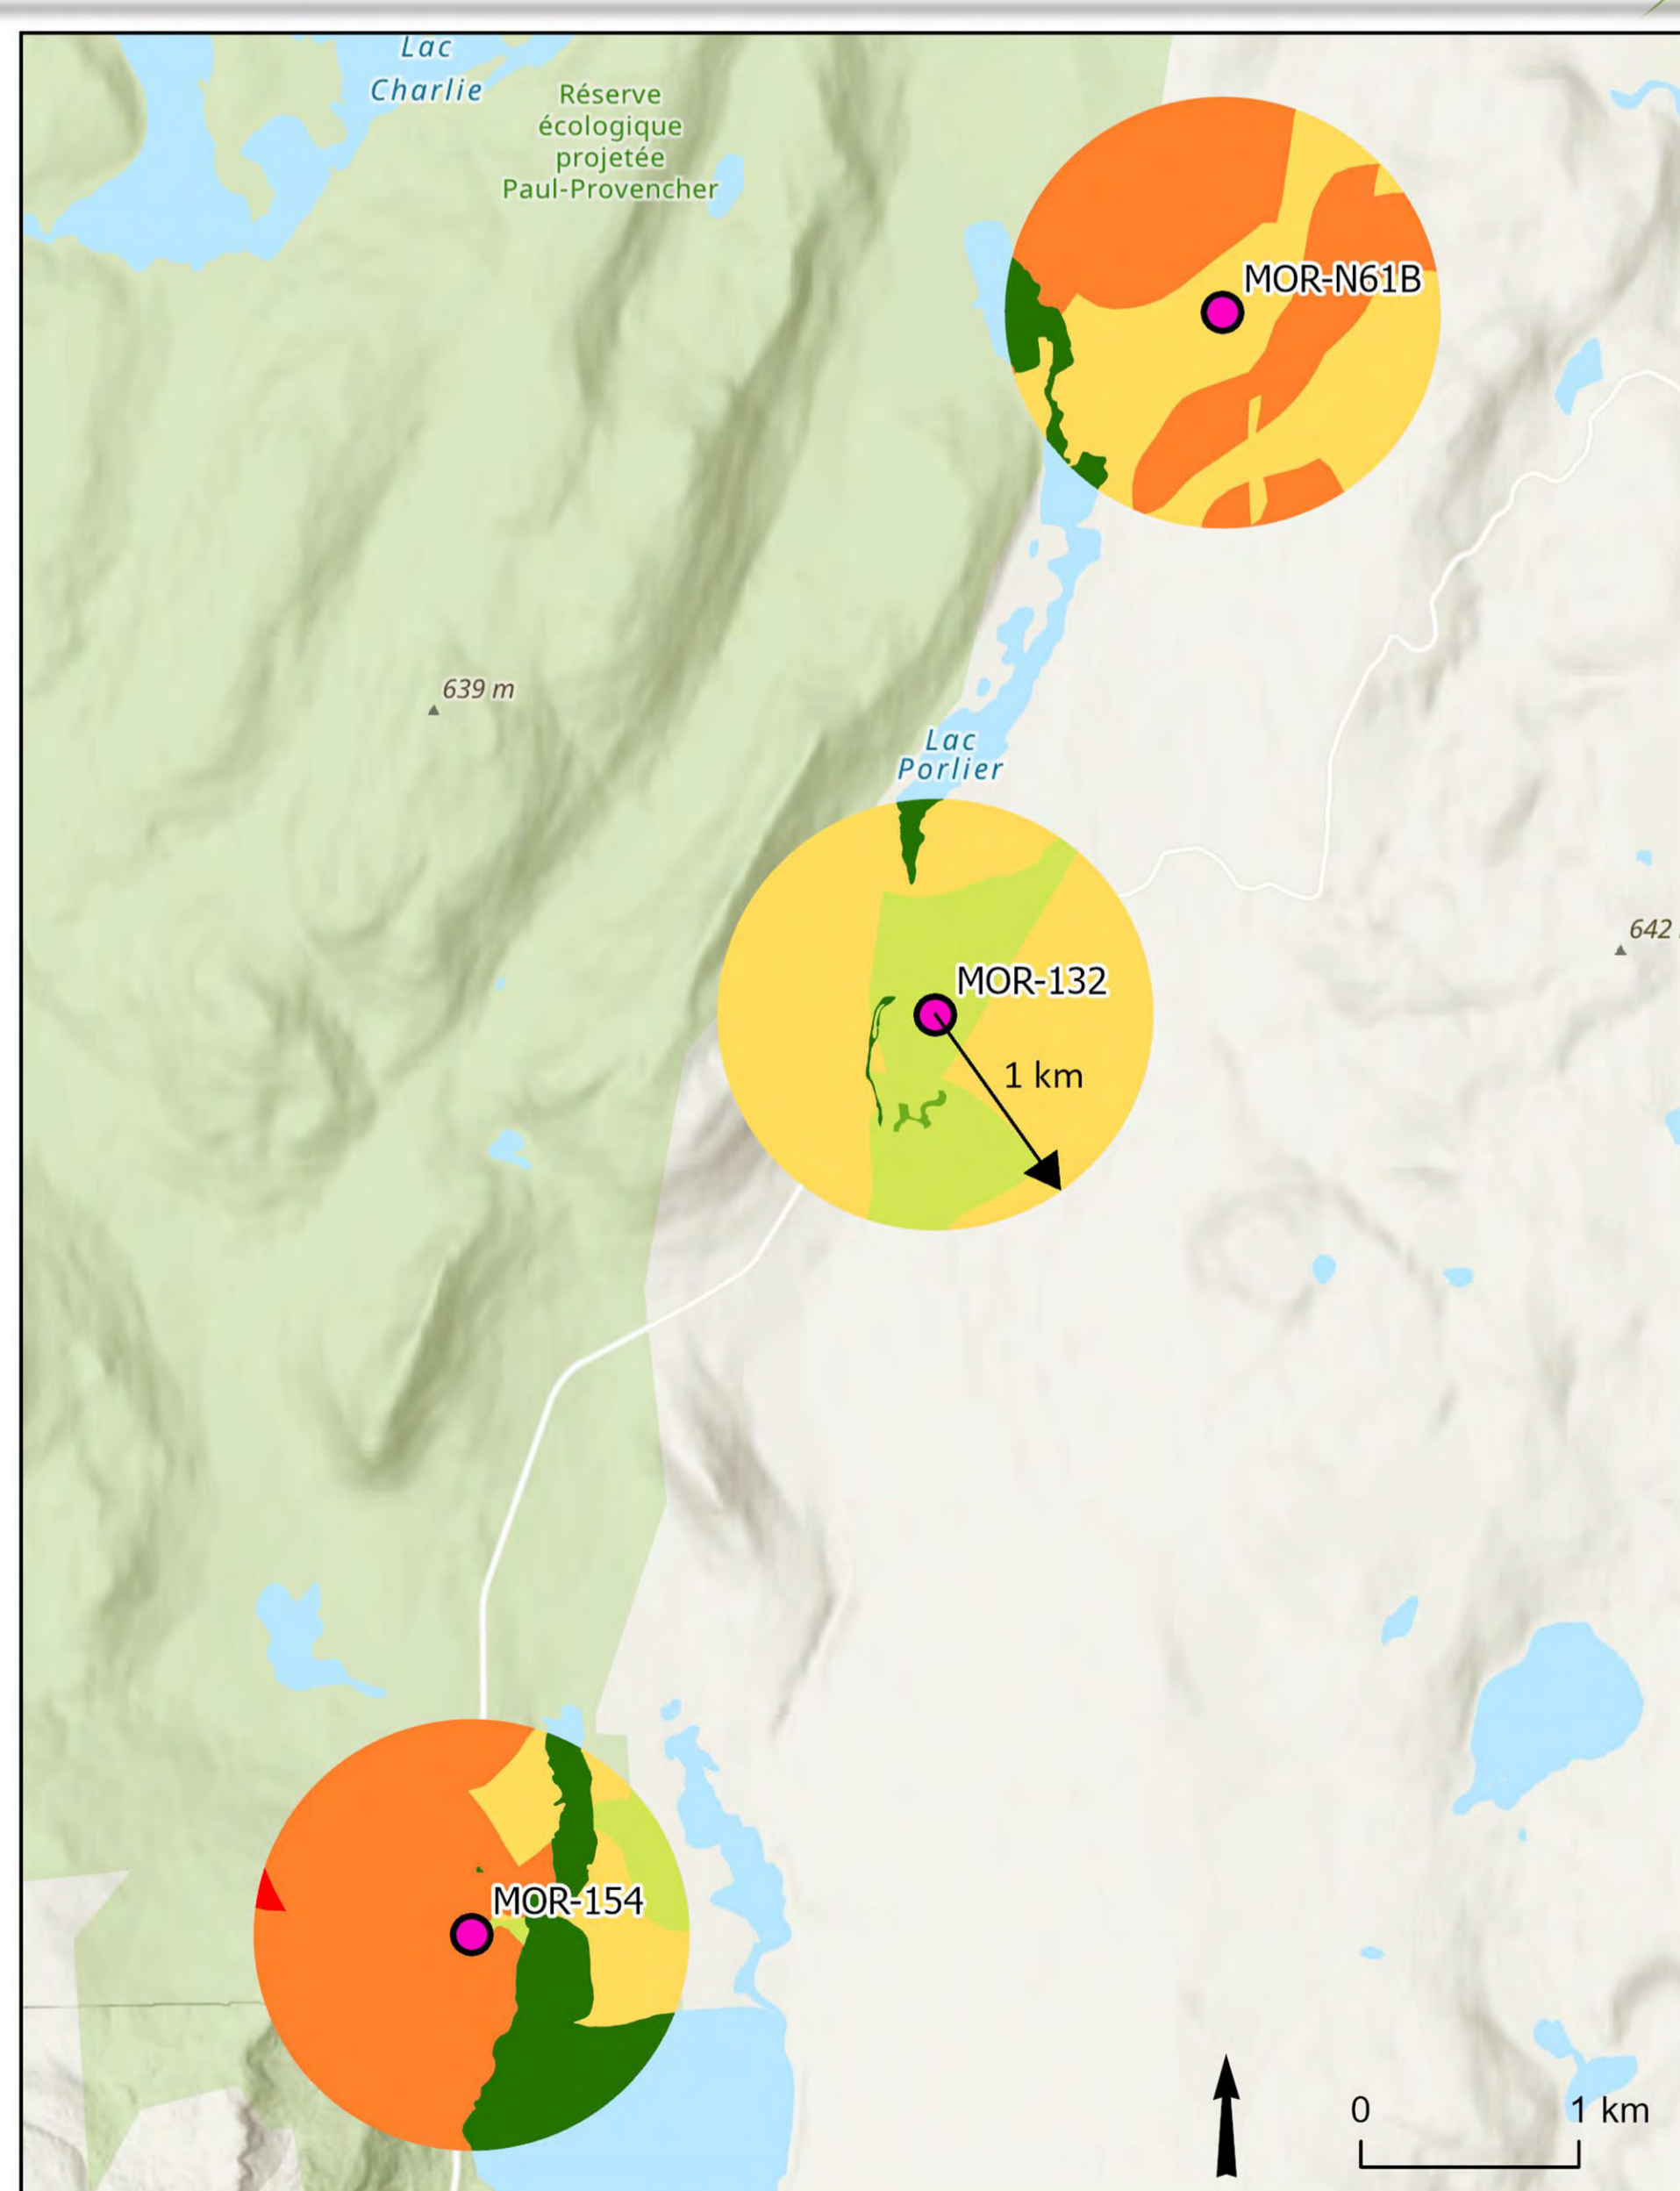 Lac
Charlie
Réserve
écologique
projetée
Paul-Provencher
MOR-N61B
639 m
Lac
Porlier
642
MOR-132
1 km
MOR-154
0
1 km